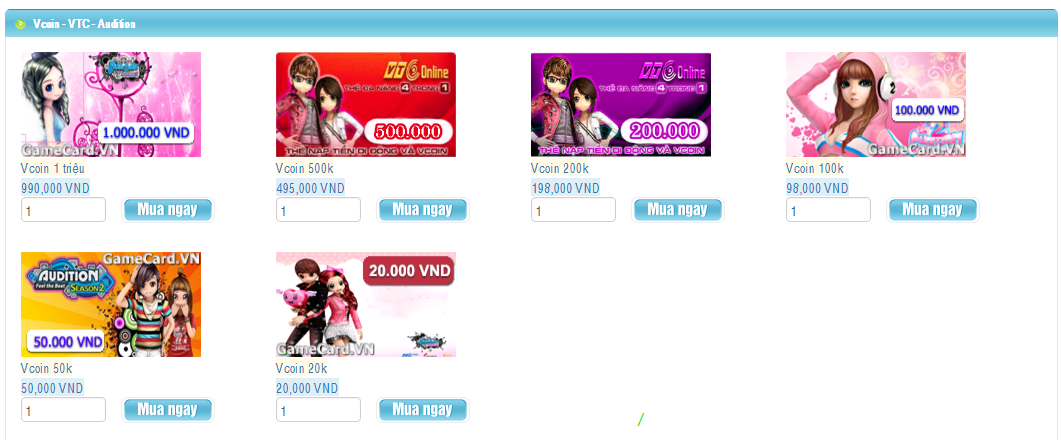 Vcoin - VTC - Audition
1.000.000 VND
GameCard.VN
Vcoin 1 triệu
990,000 VND
1
Mua ngay
VTC Online
THẺ ĐA NĂNG 4 TRONG 1
500.000
THẺ NẠP TIỀN DI ĐỘNG VÀ VCOIN
Vcoin 500k
495,000 VND
1
Mua ngay
VTC Online
THẺ ĐA NĂNG 4 TRONG 1
200.000
THẺ NẠP TIỀN DI ĐỘNG VÀ VCOIN
Vcoin 200k
198,000 VND
1
Mua ngay
2
100.000 VND
GameCard.VN
Vcoin 100k
98,000 VND
1
Mua ngay
GameCard.VN
AUDITION
Feel the Beat SEASON2
50.000 VND
Vcoin 50k
50,000 VND
1
Mua ngay
20.000 VND
GameCard.VN
Vcoin 20k
20,000 VND
1
Mua ngay
/